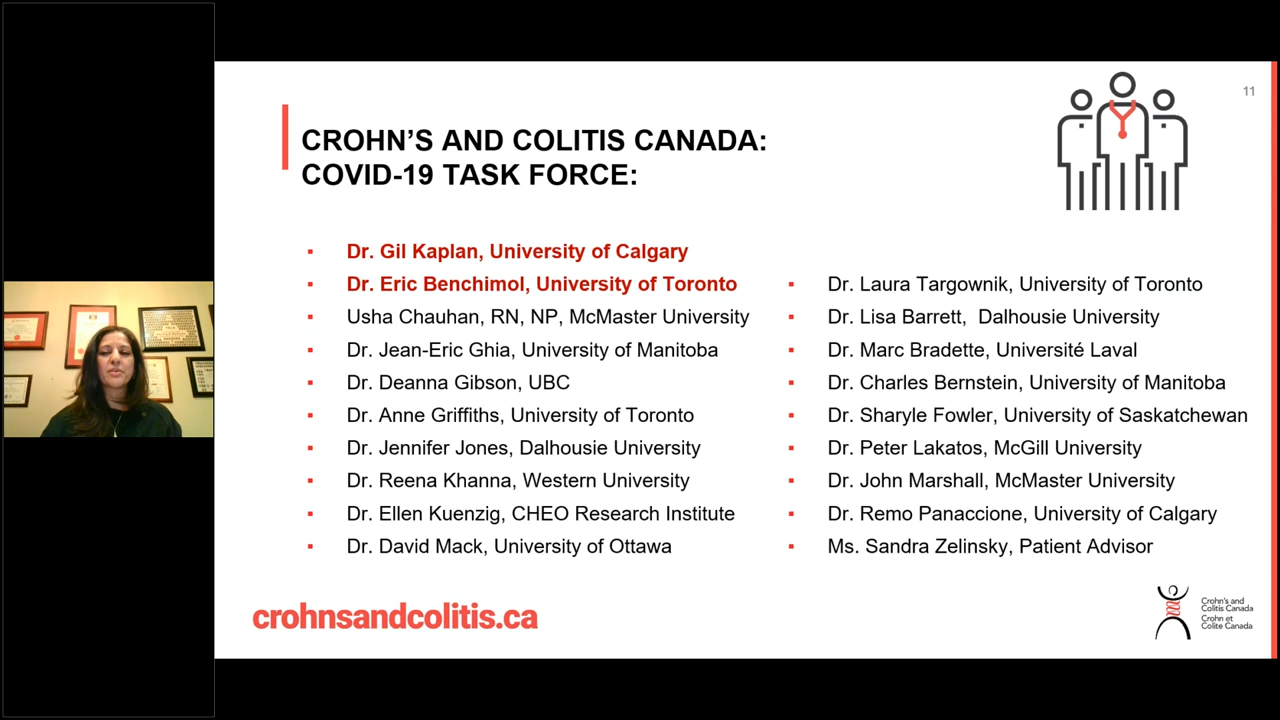 11
CROHN'S AND COLITIS CANADA:
COVID-19 TASK FORCE:
▪ Dr. Gil Kaplan, University of Calgary
▪ Dr. Eric Benchimol, University of Toronto
▪ Usha Chauhan, RN, NP, McMaster University
▪ Dr. Jean-Eric Ghia, University of Manitoba
▪ Dr. Deanna Gibson, UBC
▪ Dr. Anne Griffiths, University of Toronto
▪ Dr. Jennifer Jones, Dalhousie University
▪ Dr. Reena Khanna, Western University
▪ Dr. Ellen Kuenzig, CHEO Research Institute
▪ Dr. David Mack, University of Ottawa
▪ Dr. Laura Targownik, University of Toronto
▪ Dr. Lisa Barrett, Dalhousie University
▪ Dr. Marc Bradette, Université Laval
▪ Dr. Charles Bernstein, University of Manitoba
▪ Dr. Sharyle Fowler, University of Saskatchewan
▪ Dr. Peter Lakatos, McGill University
▪ Dr. John Marshall, McMaster University
▪ Dr. Remo Panaccione, University of Calgary
▪ Ms. Sandra Zelinsky, Patient Advisor
crohnsandcolitis.ca
Crohn's and
Colitis Canada
Crohn et
Colite Canada